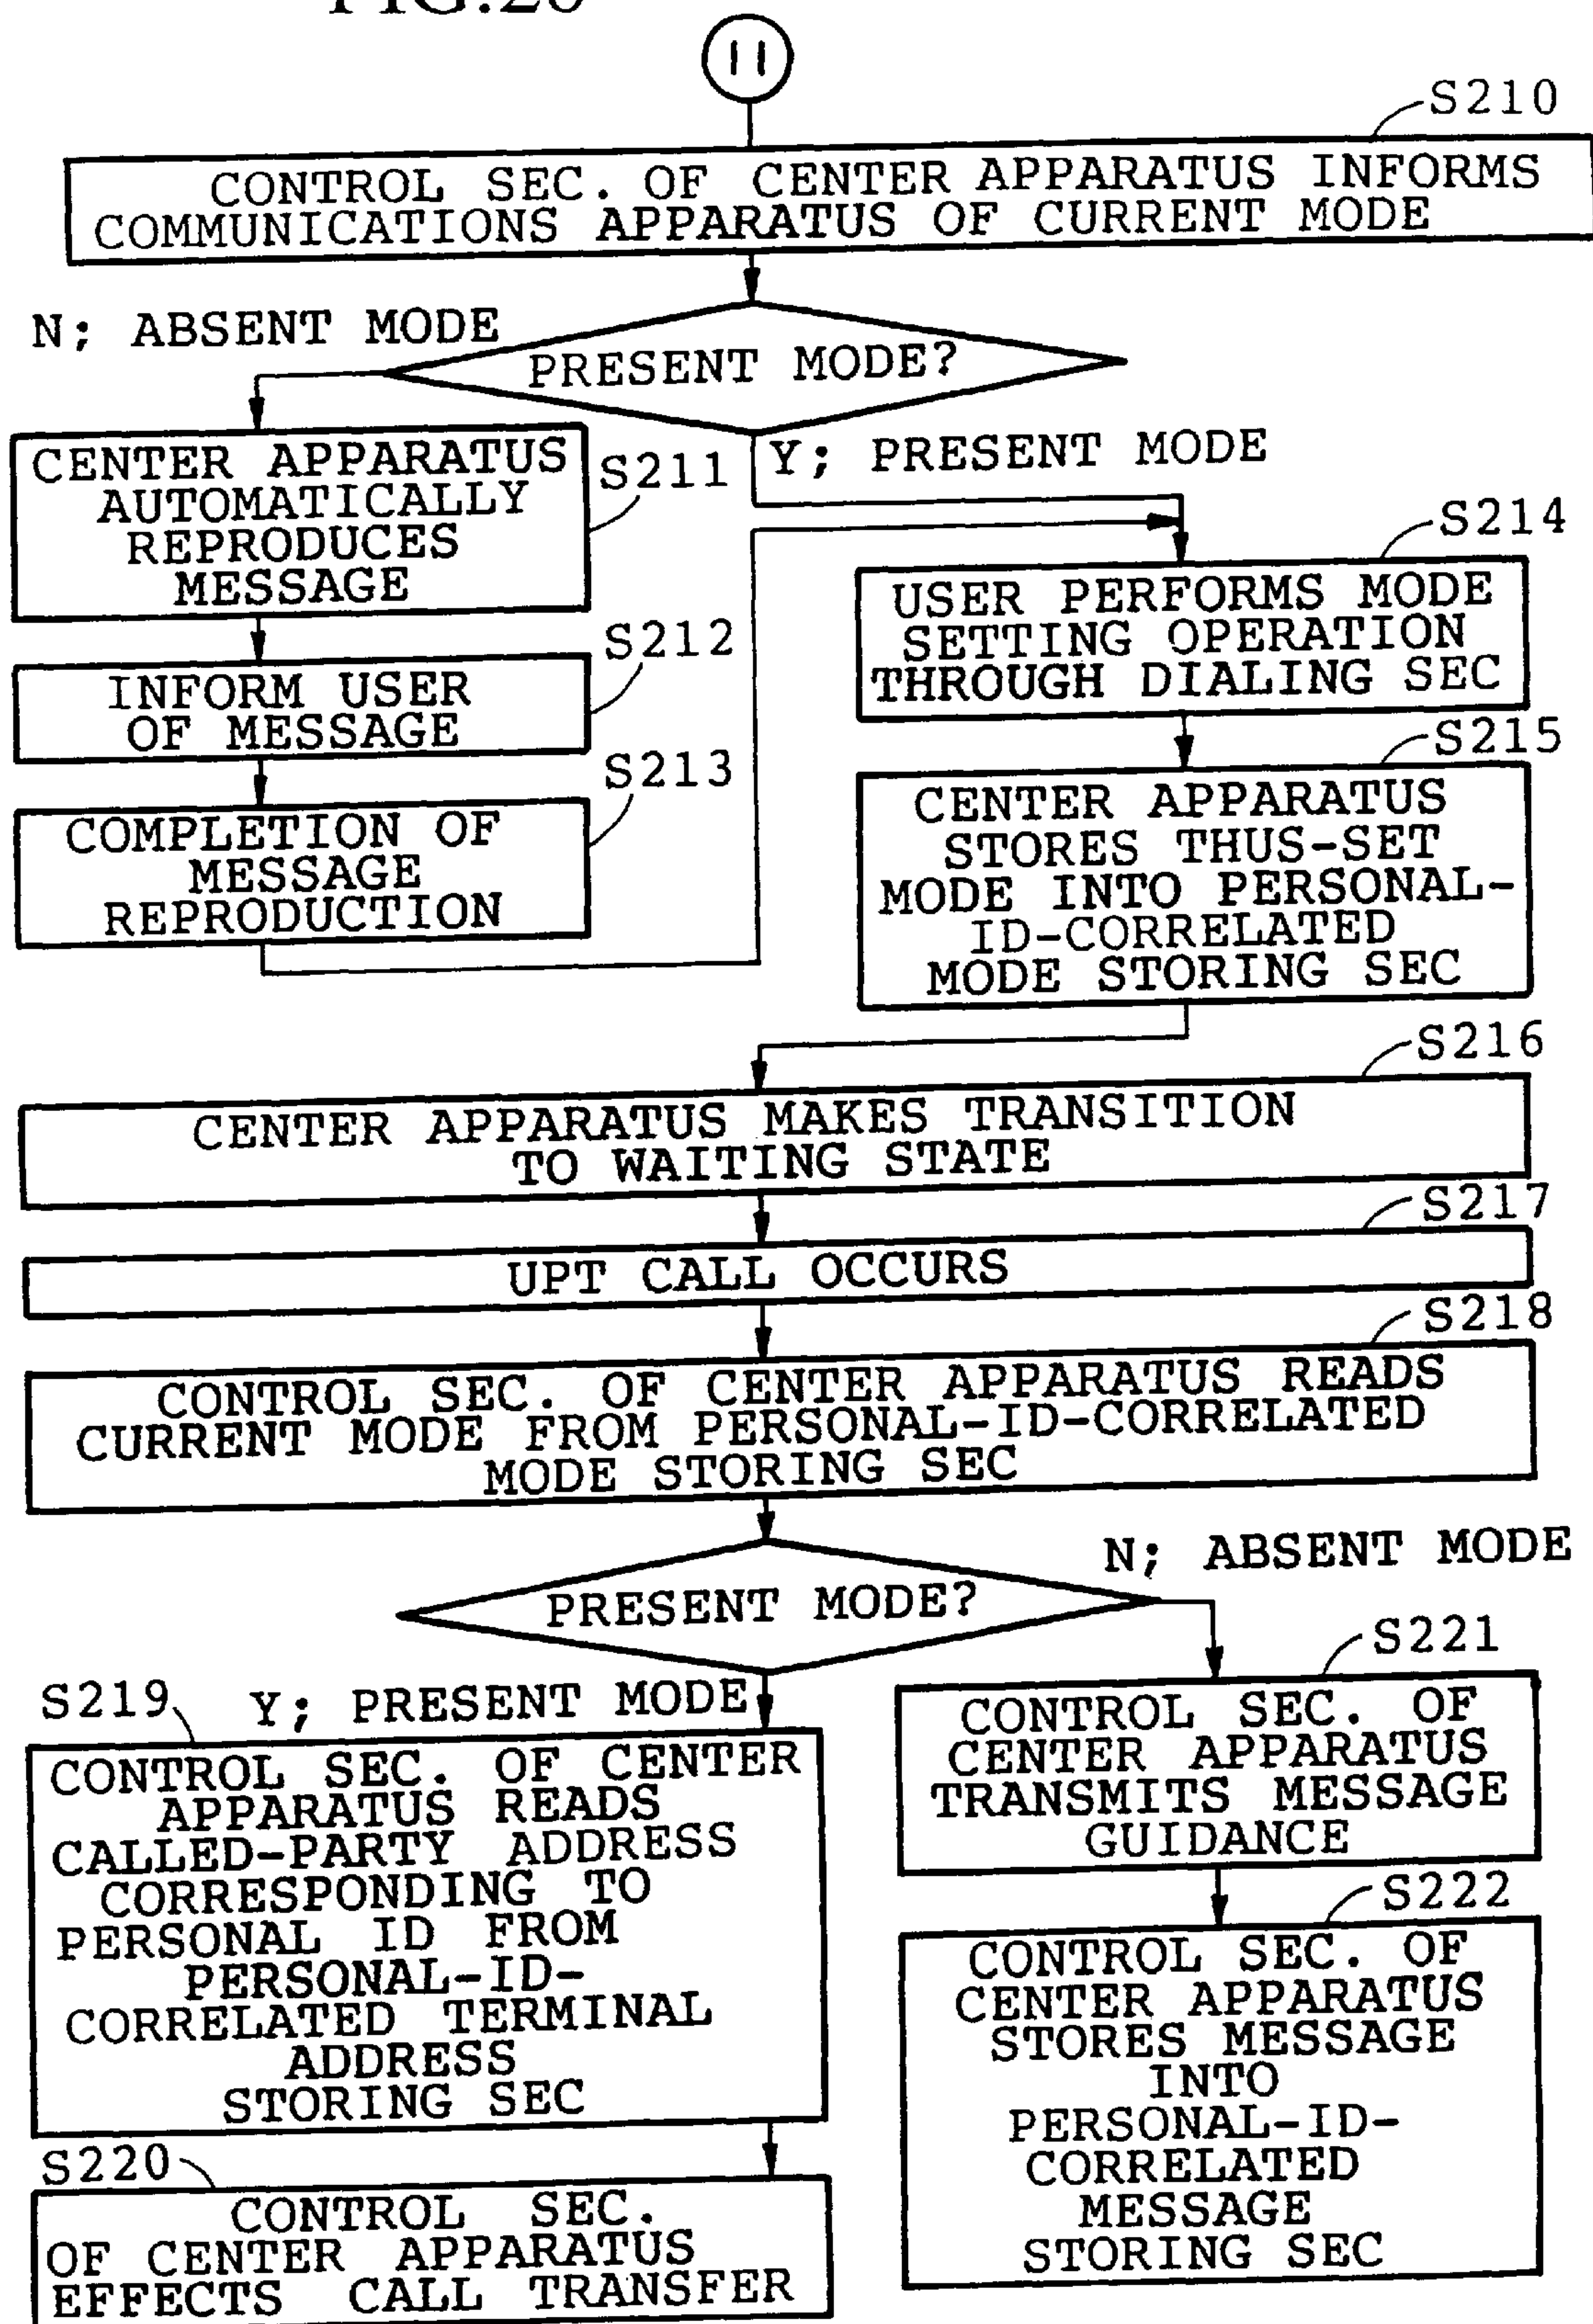 11
S210
CONTROL SEC. OF CENTER APPARATUS INFORMS
COMMUNICATIONS APPARATUS OF CURRENT MODE
N; ABSENT MODE
PRESENT MODE?
Y; PRESENT MODE
CENTER APPARATUS
AUTOMATICALLY
REPRODUCES
MESSAGE
S211
S212
INFORM USER
OF MESSAGE
S213
COMPLETION OF
MESSAGE
REPRODUCTION
S214
USER PERFORMS MODE
SETTING OPERATION
THROUGH DIALING SEC
S215
CENTER APPARATUS
STORES THUS-SET
MODE INTO PERSONAL-
ID-CORRELATED
MODE STORING SEC
S216
CENTER APPARATUS MAKES TRANSITION
TO WAITING STATE
S217
UPT CALL OCCURS
S218
CONTROL SEC. OF CENTER APPARATUS READS
CURRENT MODE FROM PERSONAL-ID-CORRELATED
MODE STORING SEC
N; ABSENT MODE
PRESENT MODE?
S219
Y; PRESENT MODE
CONTROL SEC. OF CENTER
APPARATUS READS
CALLED-PARTY ADDRESS
CORRESPONDING TO
PERSONAL ID FROM
PERSONAL-ID-
CORRELATED TERMINAL
ADDRESS
STORING SEC
S220
CONTROL SEC.
OF CENTER APPARATUS
EFFECTS CALL TRANSFER
S221
CONTROL SEC. OF
CENTER APPARATUS
TRANSMITS MESSAGE
GUIDANCE
S222
CONTROL SEC. OF
CENTER APPARATUS
STORES MESSAGE
INTO
PERSONAL-ID-
CORRELATED
MESSAGE
STORING SEC